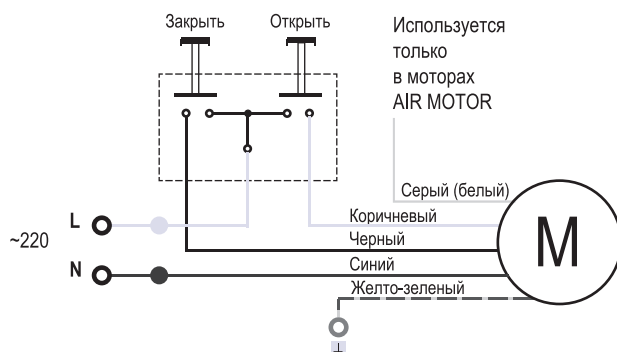 Закрыть
Открыть
Используется
только
в моторах
AIR MOTOR
Серый (белый)
L
Коричневый
~220
Черный
M
N
Синий
Желто-зеленый